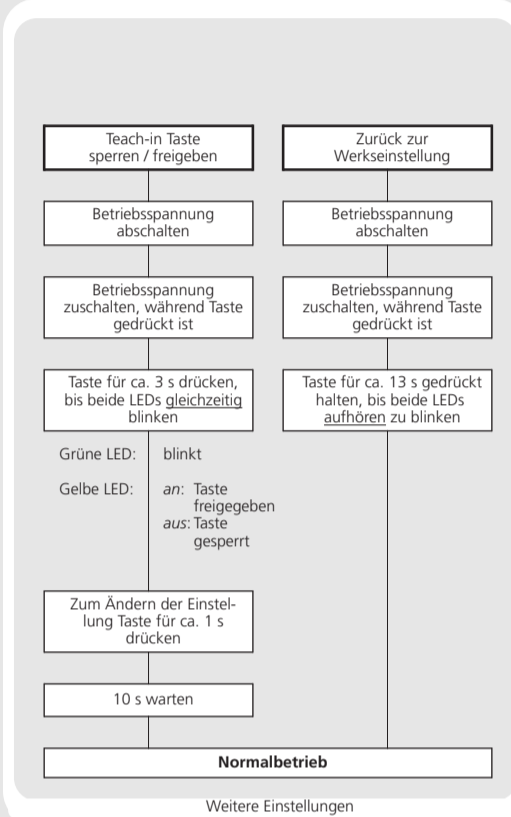 Teach-in Taste
sperren / freigeben
Betriebsspannung
abschalten
Betriebsspannung
zuschalten, während Taste
gedrückt ist
Taste für ca. 3 s drücken,
bis beide LEDs gleichzeitig
blinken
Grüne LED: blinkt
Gelbe LED: an: Taste
freigegeben
aus: Taste
gesperrt
Zum Ändern der Einstel-
lung Taste für ca. 1 s
drücken
10 s warten
Zurück zur
Werkseinstellung
Betriebsspannung
abschalten
Betriebsspannung
zuschalten, während Taste
gedrückt ist
Taste für ca. 13 s gedrückt
halten, bis beide LEDs
aufhören zu blinken
Normalbetrieb
Weitere Einstellungen